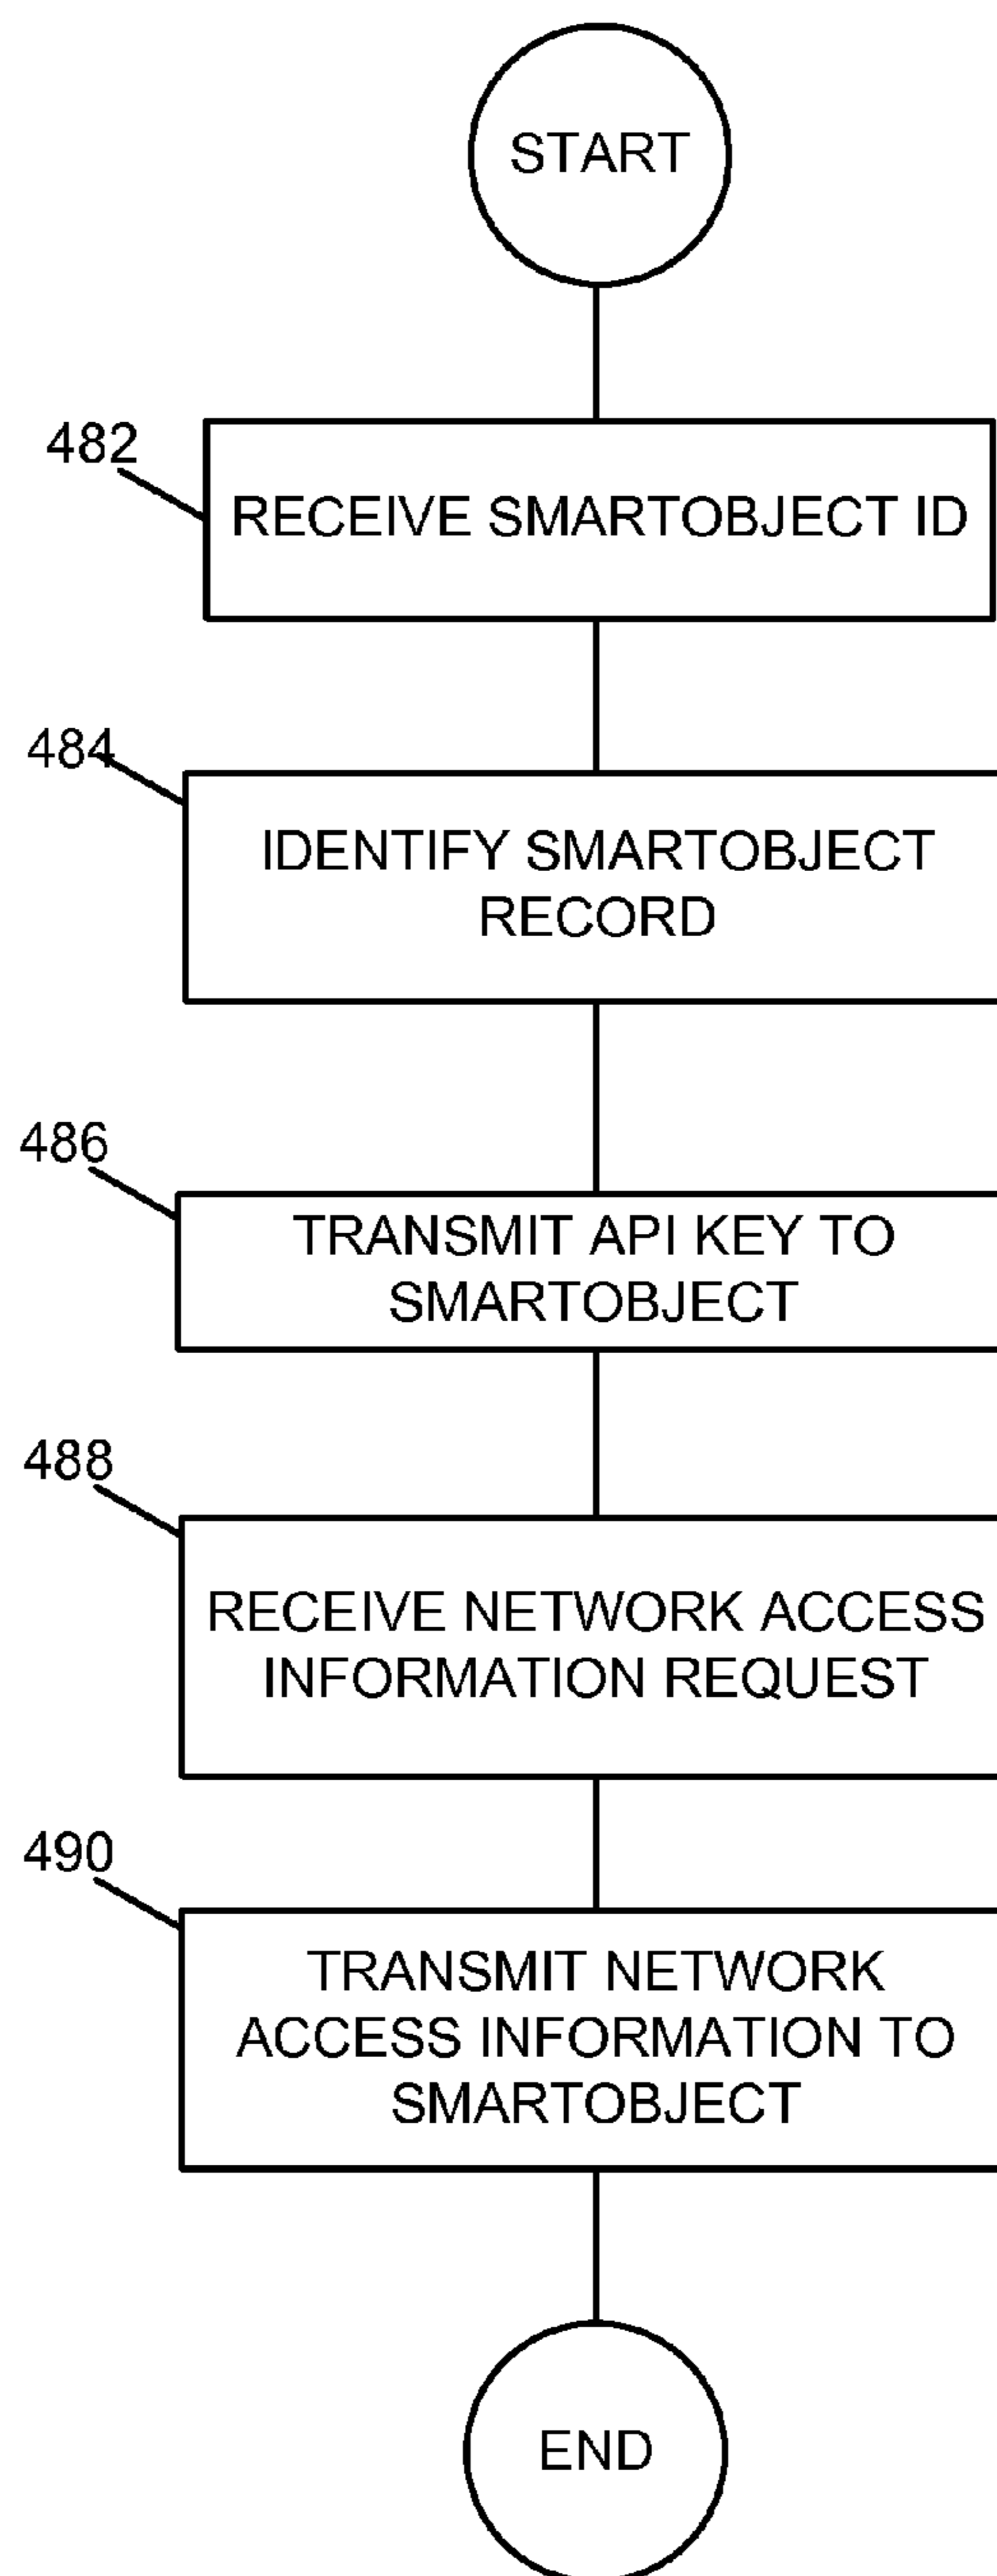 START
482
RECEIVE SMARTOBJECT ID
484
IDENTIFY SMARTOBJECT
RECORD
486
TRANSMIT API KEY TO
SMARTOBJECT
488
RECEIVE NETWORK ACCESS
INFORMATION REQUEST
490
TRANSMIT NETWORK
ACCESS INFORMATION TO
SMARTOBJECT
END